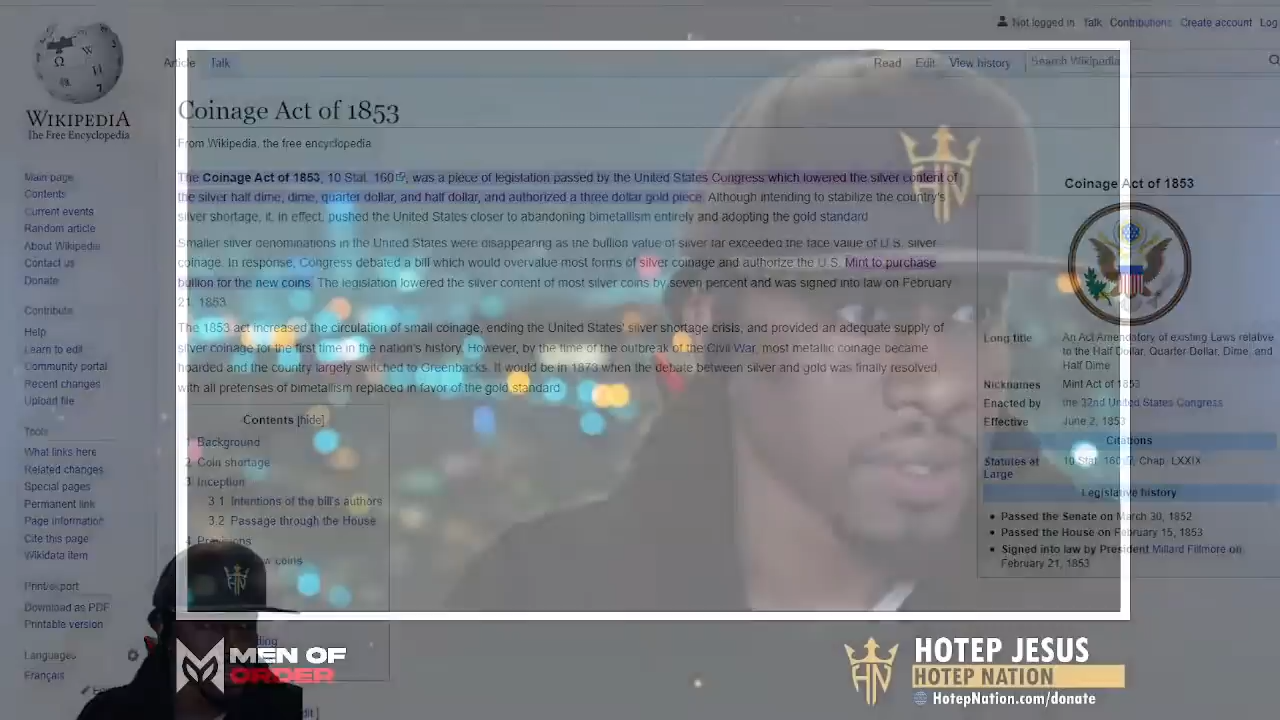 Not logged in Talk Contributions Create account Log
Article Talk Read Edit View history Search Wikipedia
WIKIPEDIA
The Free Encyclopedia
Main page
Contents
Current events
Random article
About Wikipedia
Contact us
Donate
Contribute
Help
Learn to edit
Community portal
Recent changes
Upload file
Tools
What links here
Related changes
Special pages
Permanent link
Page information
Cite this page
Wikidata item
Print/export
Download as PDF
Printable version
Languages
Français
Coinage Act of 1853
From Wikipedia, the free encyclopedia
The Coinage Act of 1853, 10 Stat. 160, was a piece of legislation passed by the United States Congress which lowered the silver content of
the silver half dime, dime, quarter dollar, and half dollar, and authorized a three dollar gold piece. Although intending to stabilize the country's
silver shortage, it, in effect, pushed the United States closer to abandoning bimetallism entirely and adopting the gold standard
Smaller silver denominations in the United States were disappearing as the bullion value of silver far exceeded the face value of U.S. silver
coinage. In response, Congress debated a bill which would overvalue most forms of silver coinage and authorize the U.S. Mint to purchase
bullion for the new coins. The legislation lowered the silver content of most silver coins by seven percent and was signed into law on February
21, 1853
The 1853 act increased the circulation of small coinage, ending the United States' silver shortage crisis, and provided an adequate supply of
silver coinage for the first time in the nation's history. However, by the time of the outbreak of the Civil War, most metallic coinage became
hoarded and the country largely switched to Greenbacks. It would be in 1873 when the debate between silver and gold was finally resolved,
with all pretenses of bimetallism replaced in favor of the gold standard
Contents [hide]
1 Background
2 Coin shortage
3 Inception
3.1 Intentions of the bill's authors
3.2 Passage through the House
4 Provisions
coins
Coinage Act of 1853
Long title An Act Amendatory of existing Laws relative
to the Half Dollar, Quarter Dollar, Dime, and
Half Dime
Nicknames Mint Act of 1853
Enacted by the 32nd United States Congress
Effective June 2, 1853
Citations
Statutes at Large 10 Stat. 160, Chap. LXXIX
Legislative history
• Passed the Senate on March 30, 1852
• Passed the House on February 15, 1853
• Signed into law by President Millard Fillmore on
February 21, 1853
HN
MEN OF
ORDER
HOTEP JESUS
HOTEP NATION
HotepNation.com/donate